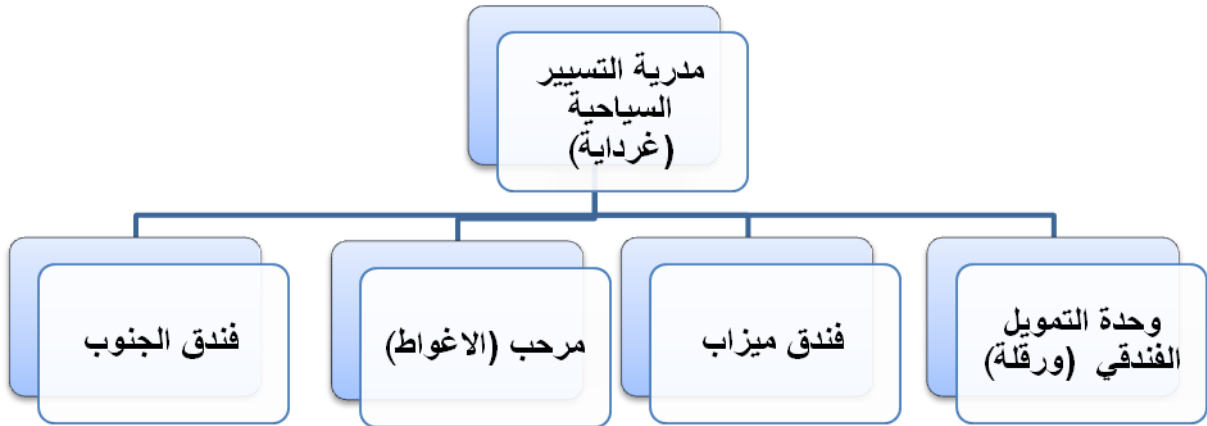 مدرية التسيير
السياحية
(غرداية)
وحدة التمويل
الفندقي (ورقلة)
فندق ميزاب
مرحب (الاغواط)
فندق الجنوب